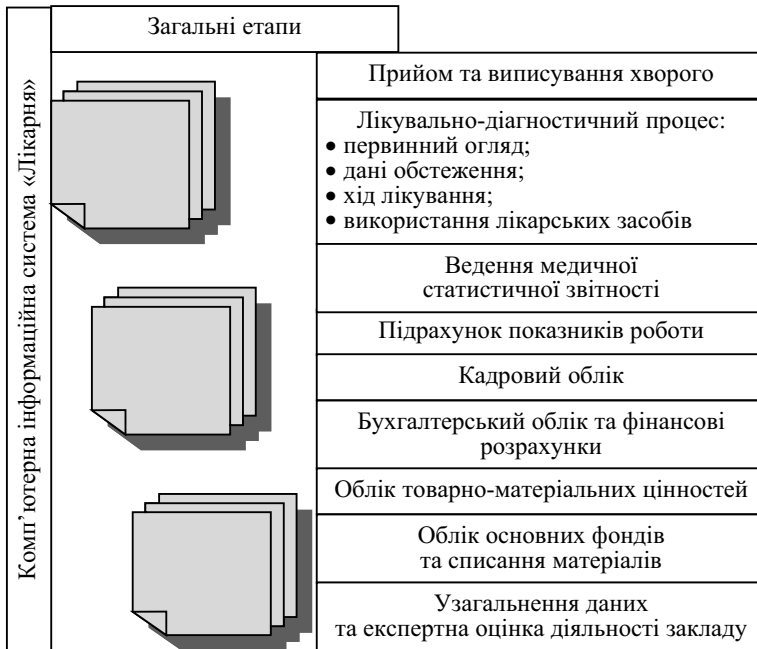 Комп’ютерна інформаційна система «Лікарня»
Загальні етапи
Прийом та виписування хворого
Лікувально-діагностичний процес:
• первинний огляд;
• дані обстеження;
• хід лікування;
• використання лікарських засобів
Ведення медичної
статистичної звітності
Підрахунок показників роботи
Кадровий облік
Бухгалтерський облік та фінансові
розрахунки
Облік товарно-матеріальних цінностей
Облік основних фондів
та списання матеріалів
Узагальнення даних
та експертна оцінка діяльності закладу